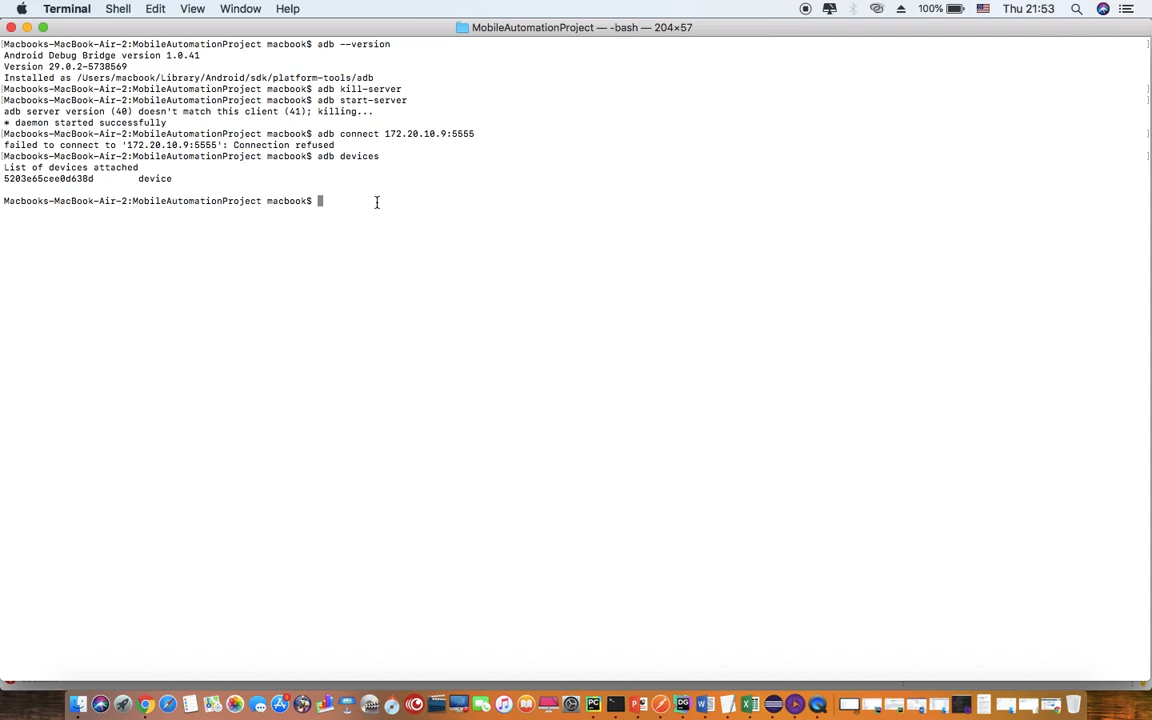 Terminal Shell Edit View Window Help 100% Thu 21:53
MobileAutomationProject — -bash — 204×57
[Macbooks-MacBook-Air-2:MobileAutomationProject macbook$ adb --version ]
Android Debug Bridge version 1.0.41
Version 29.0.2-5738569
Installed as /Users/macbook/Library/Android/sdk/platform-tools/adb
[Macbooks-MacBook-Air-2:MobileAutomationProject macbook$ adb kill-server ]
[Macbooks-MacBook-Air-2:MobileAutomationProject macbook$ adb start-server ]
adb server version (40) doesn't match this client (41); killing...
* daemon started successfully
[Macbooks-MacBook-Air-2:MobileAutomationProject macbook$ adb connect 172.20.10.9:5555 ]
failed to connect to '172.20.10.9:5555': Connection refused
[Macbooks-MacBook-Air-2:MobileAutomationProject macbook$ adb devices ]
List of devices attached
5203e65cee0d638d device
Macbooks-MacBook-Air-2:MobileAutomationProject macbook$